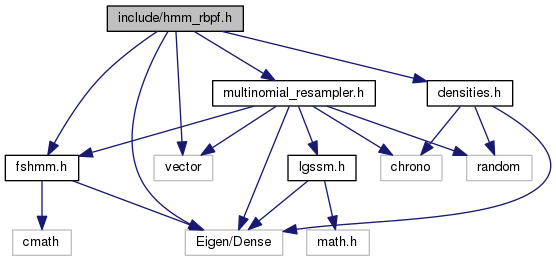 include/hmm_rbpf.h
multinomial_resampler.h
densities.h
fshmm.h
vector
lgssm.h
chrono
random
cmath
Eigen/Dense
math.h